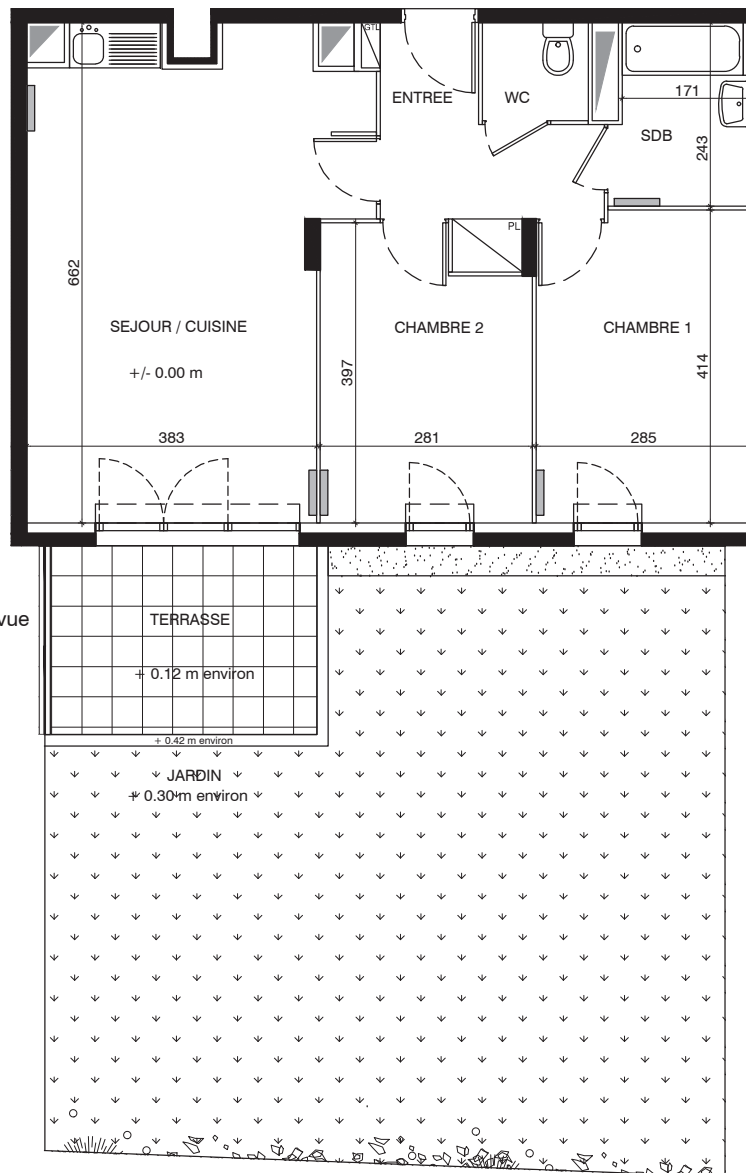 GTL
ENTREE
WC
171
SDB
243
PL
662
SEJOUR / CUISINE
CHAMBRE 2
CHAMBRE 1
+/- 0.00 m
397
414
383
281
285
vue
TERRASSE
+ 0.12 m environ
+ 0.42 m environ
JARDIN
+ 0.30 m environ